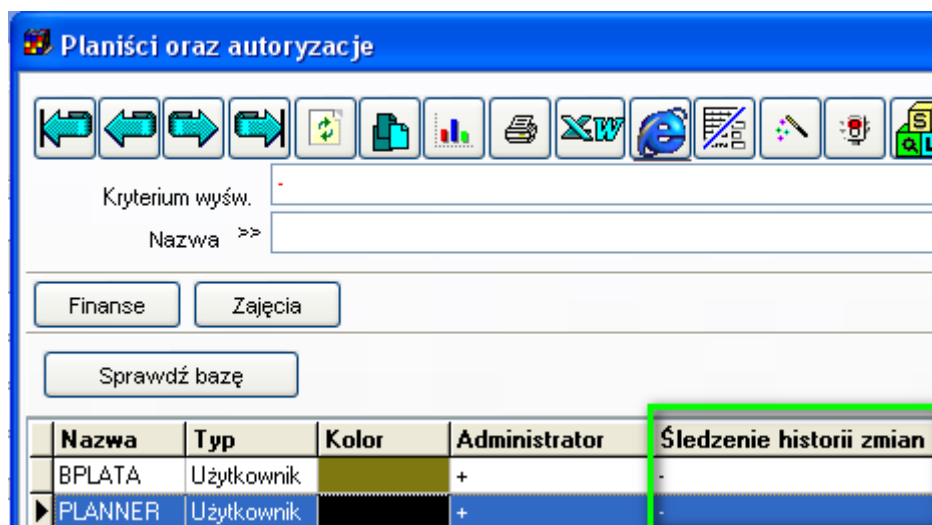 Planiści oraz autoryzacje
XW
S
Q L
Kryterium wyśw. -
Nazwa >>
Finanse Zajęcia
Sprawdź bazę
Nazwa Typ Kolor Administrator Śledzenie historii zmian
BPLATA Użytkownik + -
PLANNER Użytkownik + -